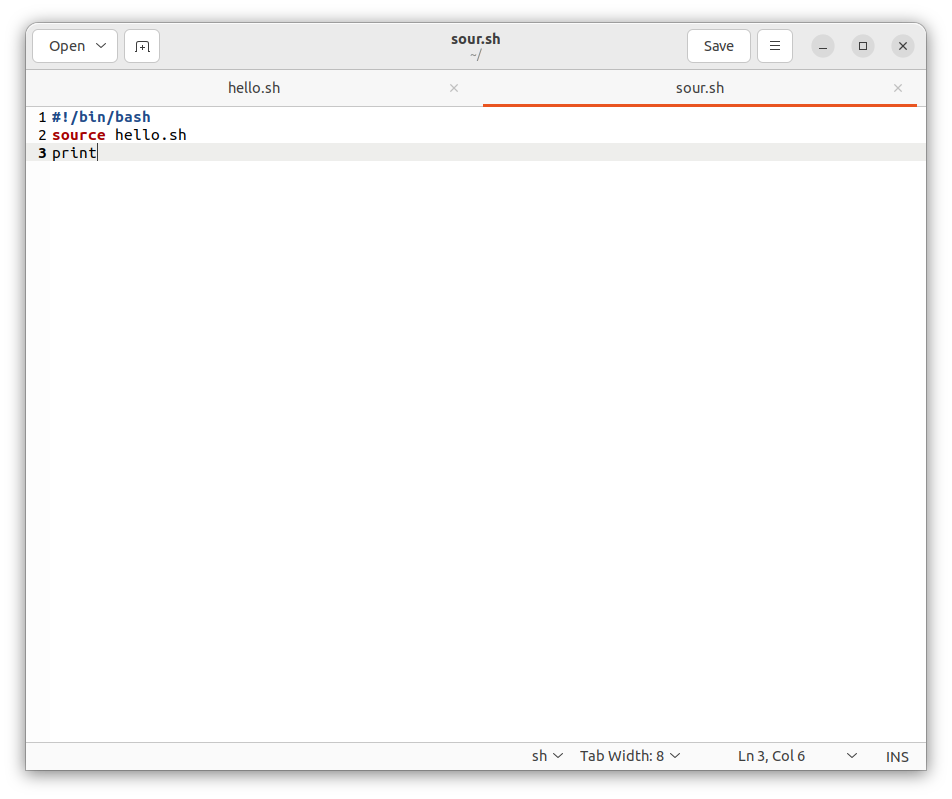 Open
sour.sh
~/
Save
hello.sh
sour.sh
1 #!/bin/bash
2 source hello.sh
3 print
sh Tab Width: 8 Ln 3, Col 6 INS